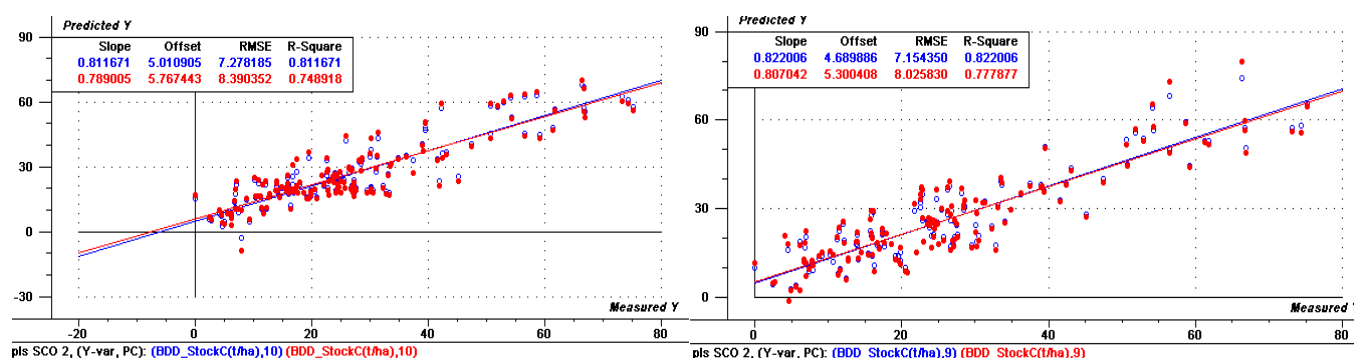 Predicted Y
90
Slope Offset RMSE R-Square
0.811671 5.010905 7.278185 0.811671
0.789005 5.767443 8.390352 0.748918
60
30
0
-30
Measured Y
-20 0 20 40 60 80
pls SCO 2, (Y-var, PC): (BDD_StockC(t/ha),10) (BDD_StockC(t/ha),10)
Predicted Y
90
Slope Offset RMSE R-Square
0.822006 4.689886 7.154350 0.822006
0.807042 5.300408 8.025830 0.777877
60
30
0
Measured Y
0 20 40 60 80
pls SCO 2, (Y-var, PC): (BDD_StockC(t/ha),9) (BDD_StockC(t/ha),9)